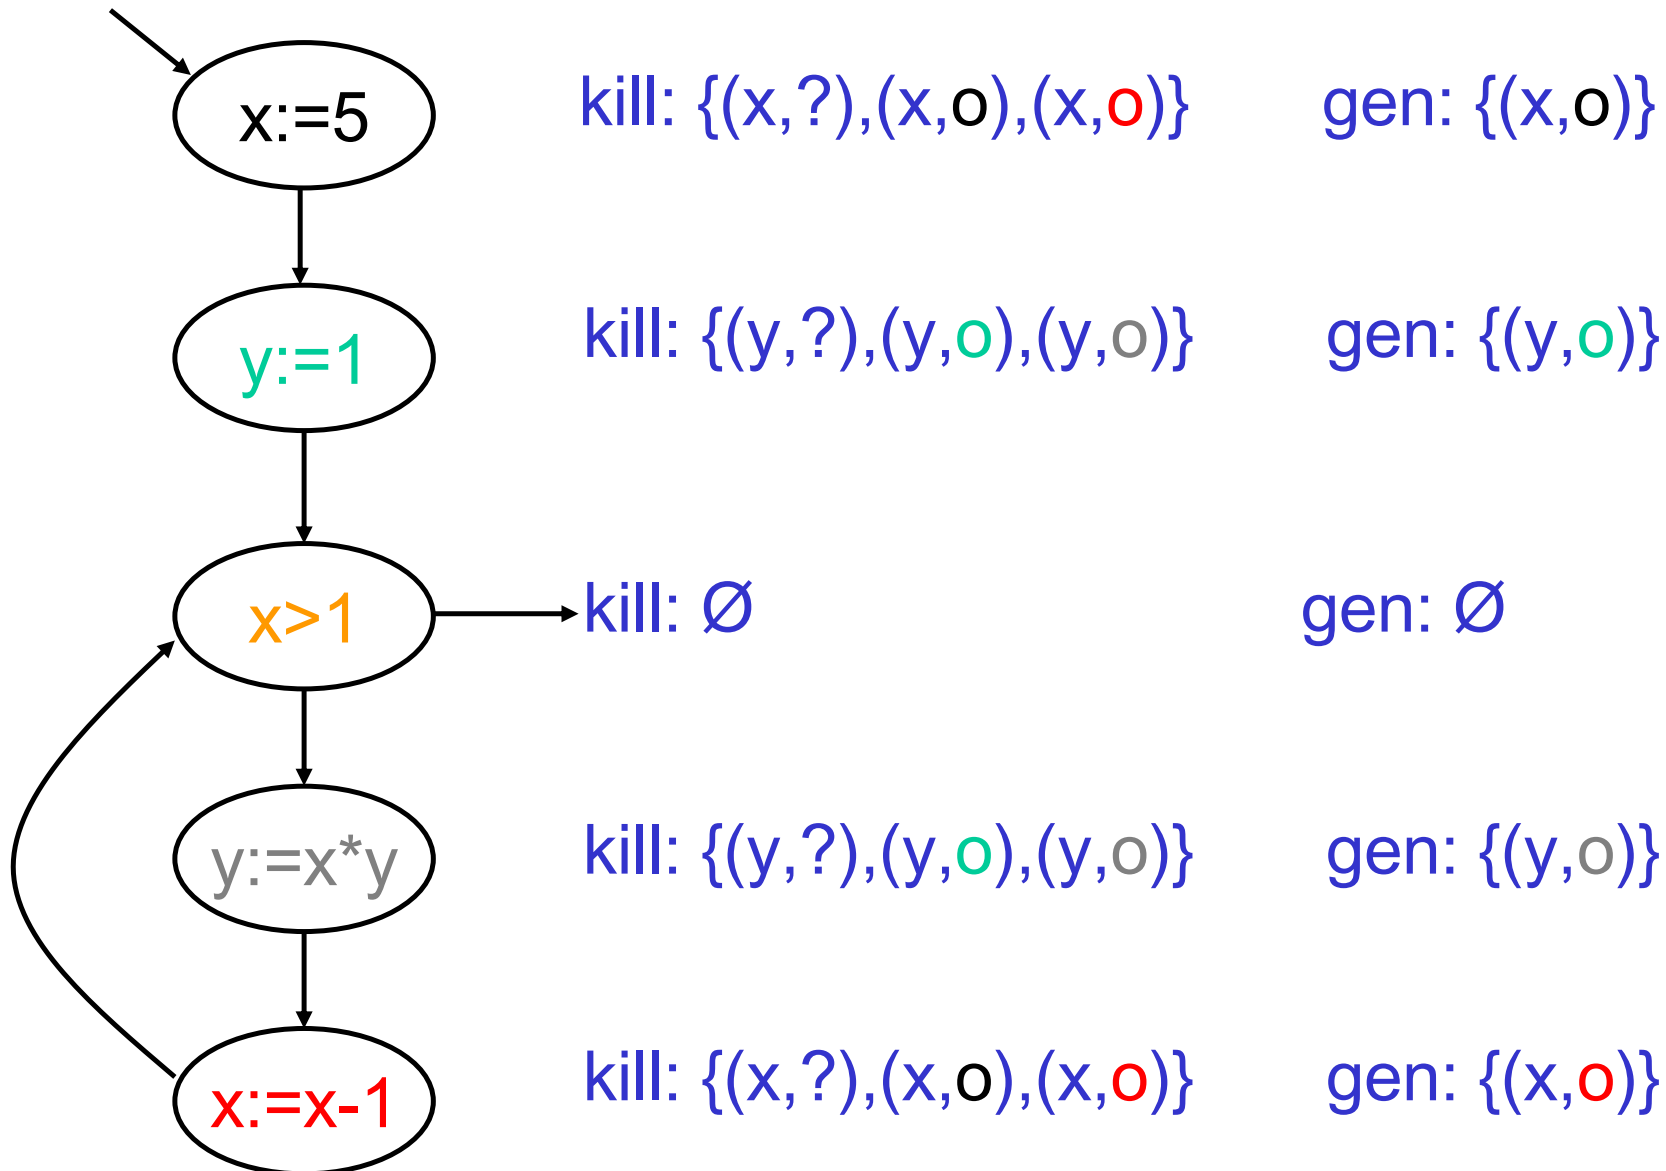 x:=5 kill: {(x,?),(x,o),(x,o)} gen: {(x,o)}
y:=1 kill: {(y,?),(y,o),(y,o)} gen: {(y,o)}
x>1 kill: Ø gen: Ø
y:=x*y kill: {(y,?),(y,o),(y,o)} gen: {(y,o)}
x:=x-1 kill: {(x,?),(x,o),(x,o)} gen: {(x,o)}